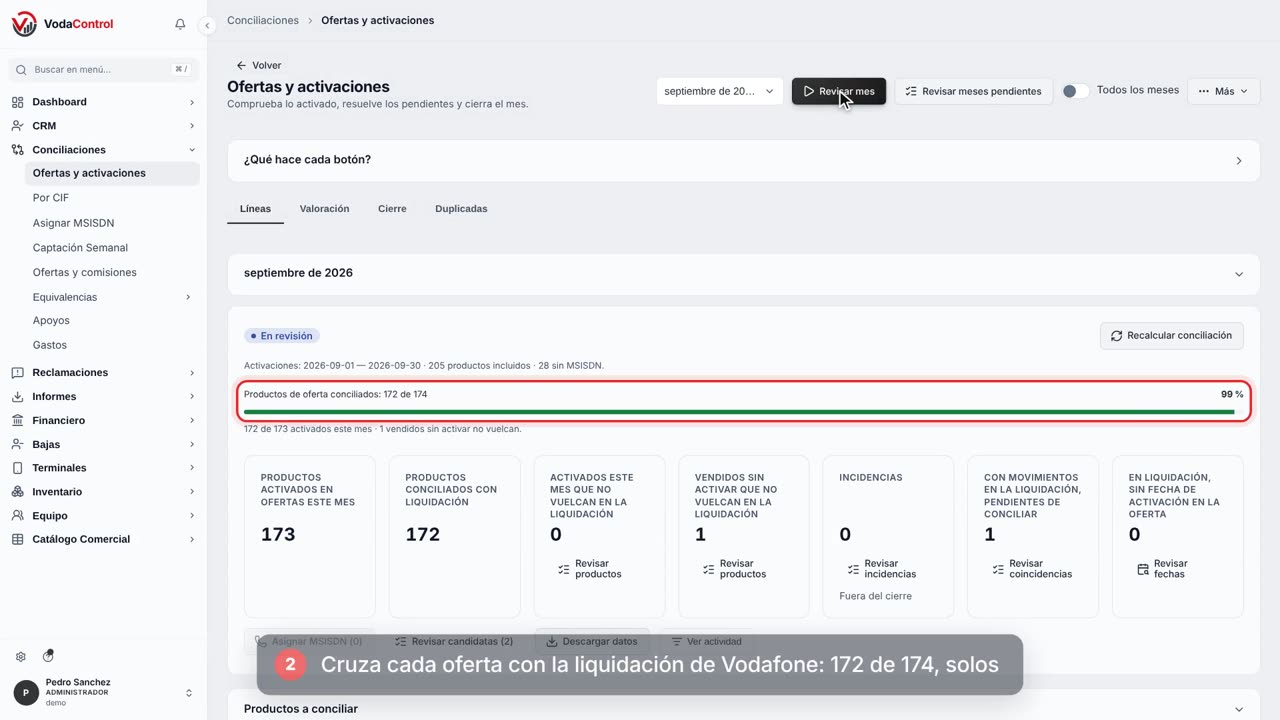 VodaControl
Conciliaciones > Ofertas y activaciones
Buscar en menú...
⌘ /
Dashboard
CRM
Conciliaciones
Ofertas y activaciones
Por CIF
Asignar MSISDN
Captación Semanal
Ofertas y comisiones
Equivalencias
Apoyos
Gastos
Reclamaciones
Informes
Financiero
Bajas
Terminales
Inventario
Equipo
Catálogo Comercial
P
Pedro Sanchez
ADMINISTRADOR
demo
Volver
Ofertas y activaciones
Comprueba lo activado, resuelve los pendientes y cierra el mes.
septiembre de 20...
Revisar mes
Revisar meses pendientes
Todos los meses
Más
¿Qué hace cada botón?
Líneas
Valoración
Cierre
Duplicadas
septiembre de 2026
En revisión
Recalcular conciliación
Activaciones: 2026-09-01 — 2026-09-30 · 205 productos incluidos · 28 sin MSISDN.
Productos de oferta conciliados: 172 de 174
99 %
172 de 173 activados este mes · 1 vendidos sin activar no vuelcan.
PRODUCTOS
ACTIVADOS EN
OFERTAS ESTE MES
173
PRODUCTOS
CONCILIADOS CON
LIQUIDACIÓN
172
ACTIVADOS ESTE
MES QUE NO
VUELCAN EN LA
LIQUIDACIÓN
0
Revisar
productos
VENDIDOS SIN
ACTIVAR QUE NO
VUELCAN EN LA
LIQUIDACIÓN
1
Revisar
productos
INCIDENCIAS
0
Revisar
incidencias
Fuera del cierre
CON MOVIMIENTOS
EN LA LIQUIDACIÓN,
PENDIENTES DE
CONCILIAR
1
Revisar
coincidencias
EN LIQUIDACIÓN,
SIN FECHA DE
ACTIVACIÓN EN LA
OFERTA
0
Revisar
fechas
Asignar MSISDN (0)
Revisar candidatas (2)
Descargar datos
Ver actividad
2 Cruza cada oferta con la liquidación de Vodafone: 172 de 174, solos
Productos a conciliar